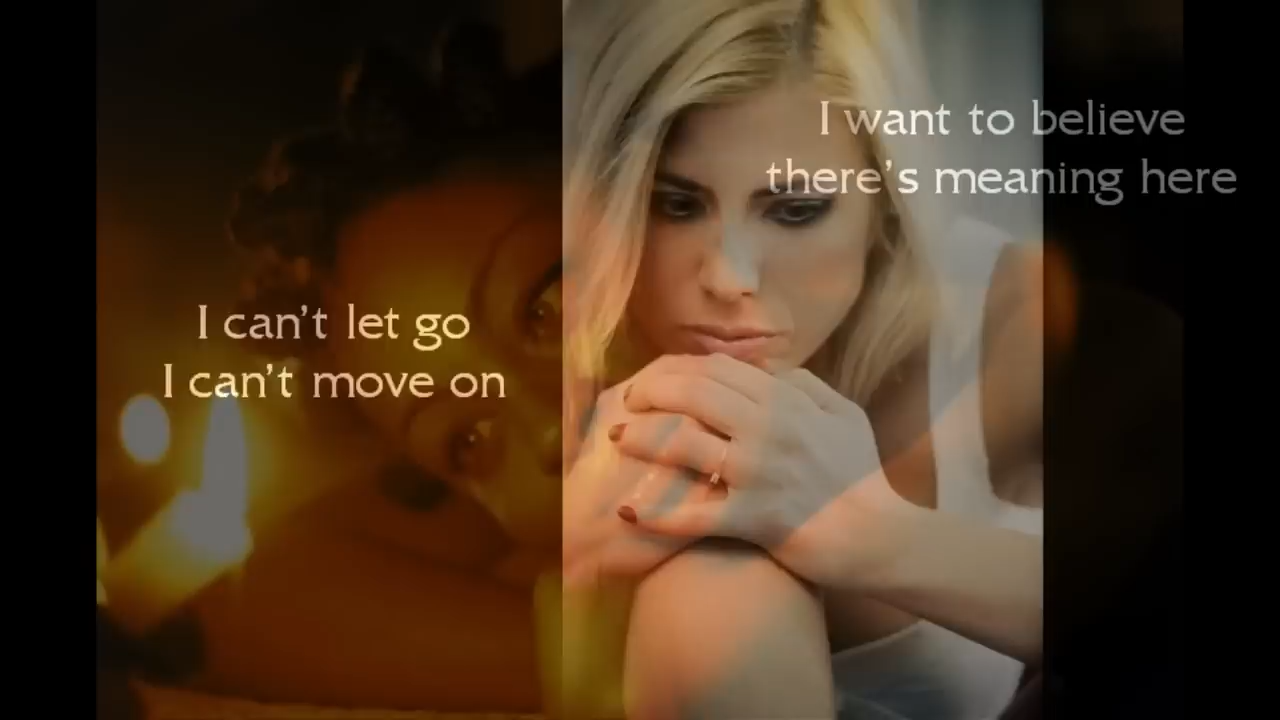 I can't let go
I can't move on
I want to believe
there's meaning here